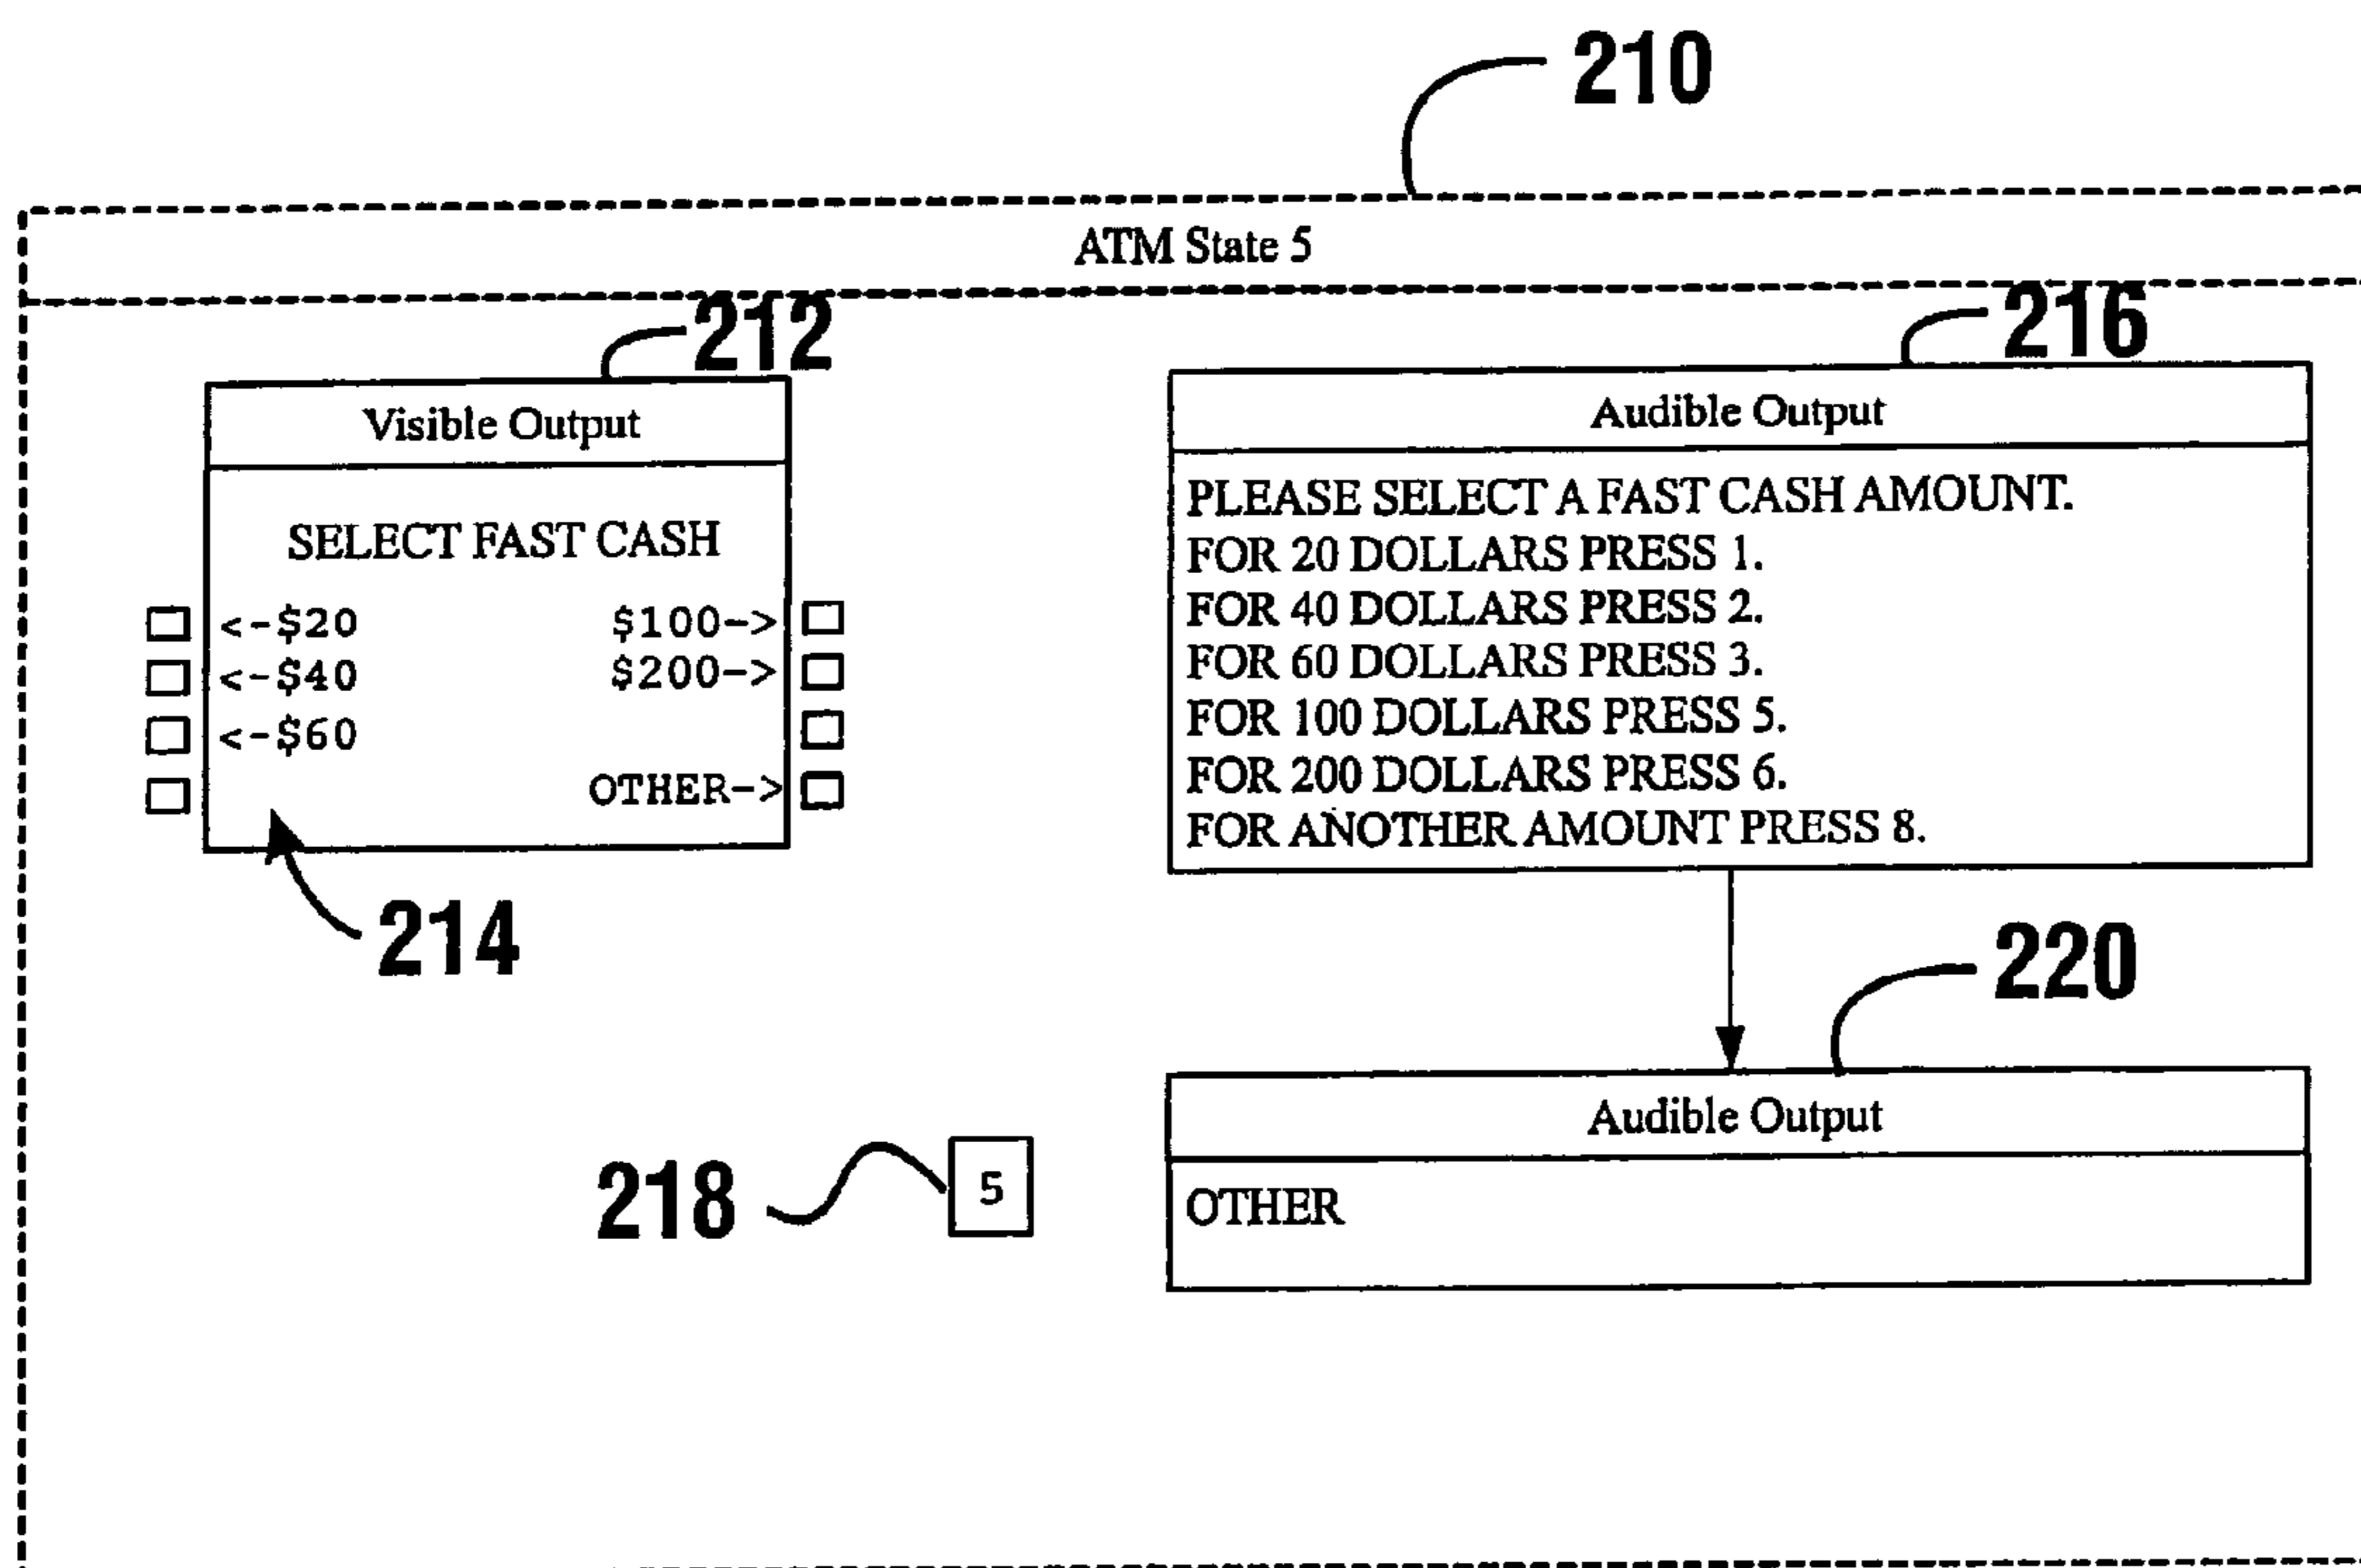 210
ATM State 5
212
216
Visible Output
SELECT FAST CASH
<-$20 $100->
<-$40 $200->
<-$60
OTHER->
214
Audible Output
PLEASE SELECT A FAST CASH AMOUNT.
FOR 20 DOLLARS PRESS 1.
FOR 40 DOLLARS PRESS 2.
FOR 60 DOLLARS PRESS 3.
FOR 100 DOLLARS PRESS 5.
FOR 200 DOLLARS PRESS 6.
FOR ANOTHER AMOUNT PRESS 8.
220
218
5
Audible Output
OTHER